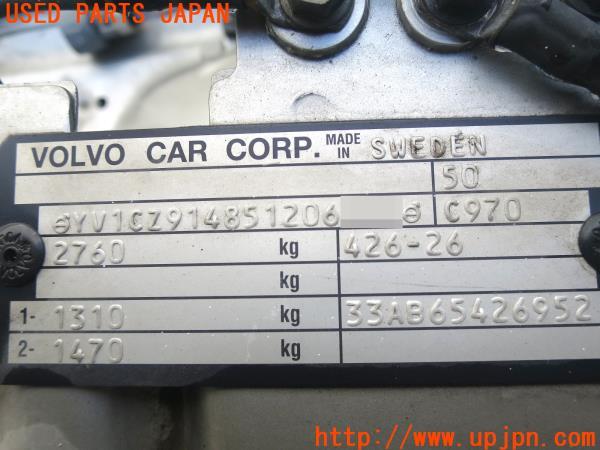 USED PARTS JAPAN
VOLVO CAR CORP. MADE IN SWEDEN
50
YV1CZ914851206 C970
2760 kg 426-26
kg
1- 1310 kg 33AB65426952
2- 1470 kg
http://www.upjpn.com